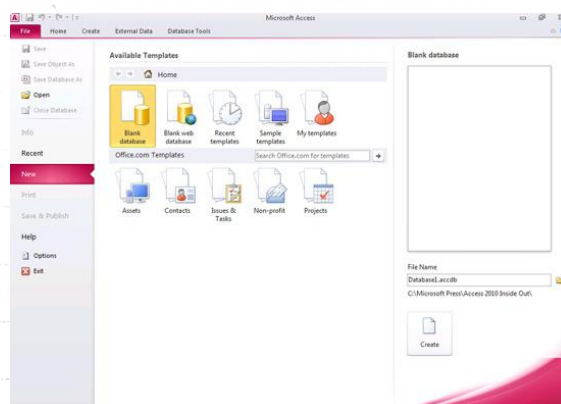 Microsoft Access
File Home Create External Data Database Tools
Save
Save Object As
Save Database As
Open
Close Database
Info
Recent
New
Print
Save & Publish
Help
Options
Exit
Available Templates
Home
Blank database
Blank web database
Recent templates
Sample templates
My templates
Office.com Templates
Search Office.com for templates
Assets
Contacts
Issues & Tasks
Non-profit
Projects
Blank database
File Name
Database1.accdb
C:\Microsoft Press\Access 2010 Inside Out\
Create